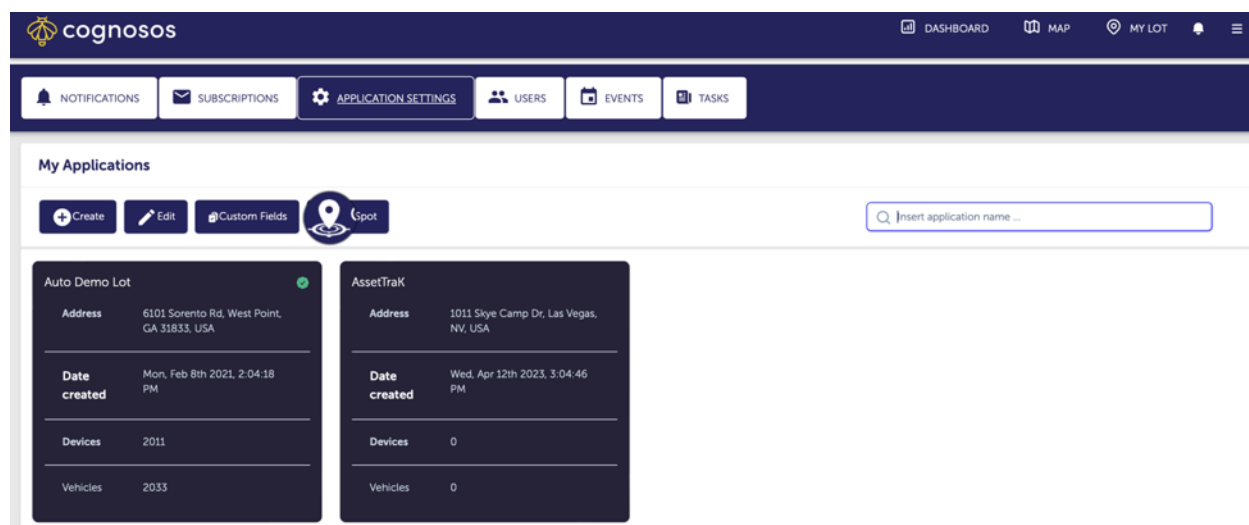 cognosos
DASHBOARD
MAP
MY LOT
NOTIFICATIONS
SUBSCRIPTIONS
APPLICATION SETTINGS
USERS
EVENTS
TASKS
My Applications
Create
Edit
Custom Fields
Spot
Insert application name ...
Auto Demo Lot
Address
6101 Sorento Rd, West Point,
GA 31833, USA
Date
created
Mon, Feb 8th 2021, 2:04:18
PM
Devices
2011
Vehicles
2033
AssetTraK
Address
1011 Skye Camp Dr, Las Vegas,
NV, USA
Date
created
Wed, Apr 12th 2023, 3:04:46
PM
Devices
0
Vehicles
0